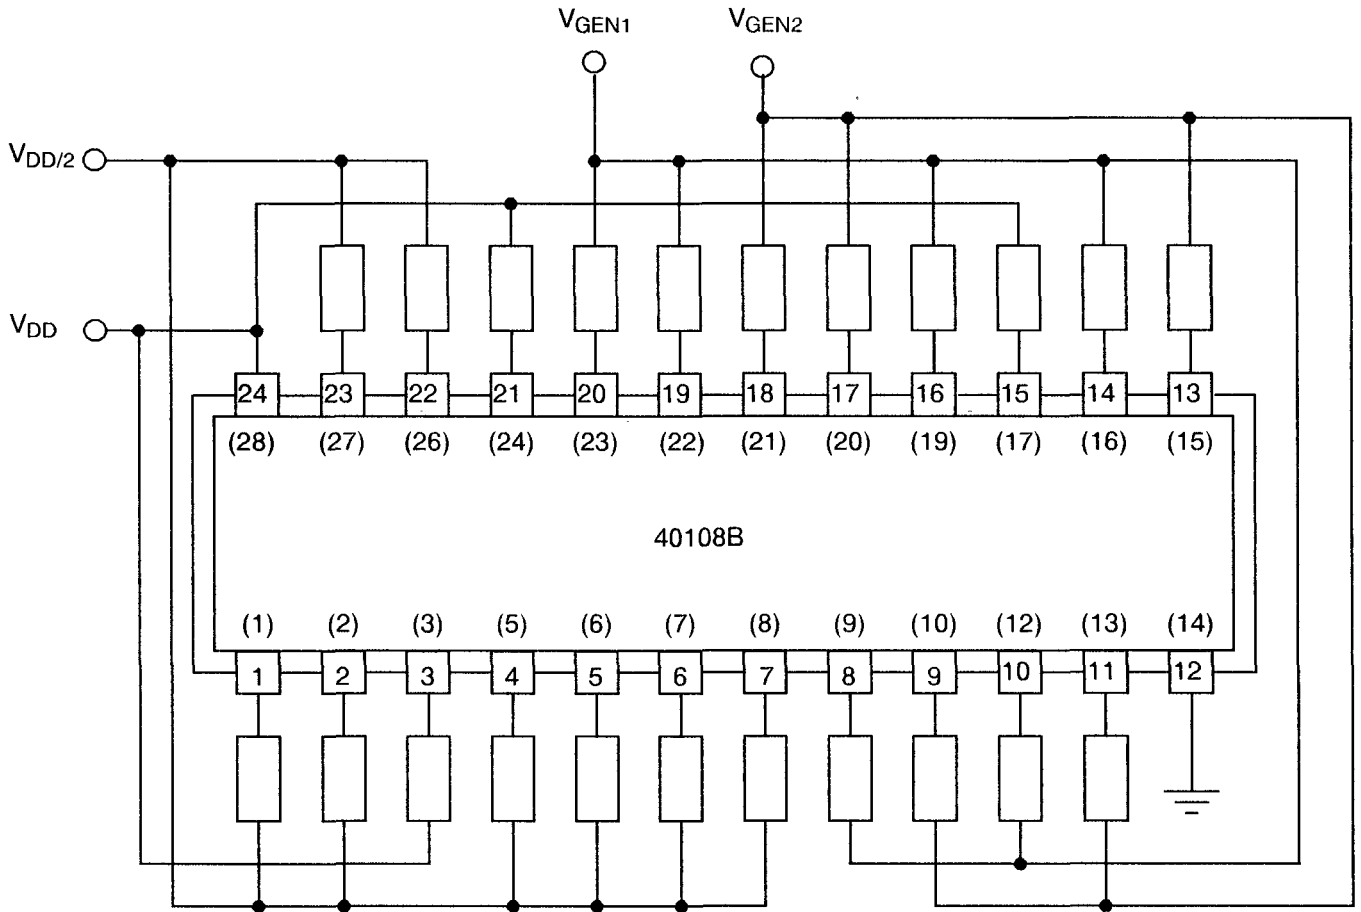 VGEN1 VGEN2
VDD/2
VDD
24 23 22 21 20 19 18 17 16 15 14 13
(28) (27) (26) (24) (23) (22) (21) (20) (19) (17) (16) (15)
40108B
(1) (2) (3) (5) (6) (7) (8) (9) (10) (12) (13) (14)
1 2 3 4 5 6 7 8 9 10 11 12